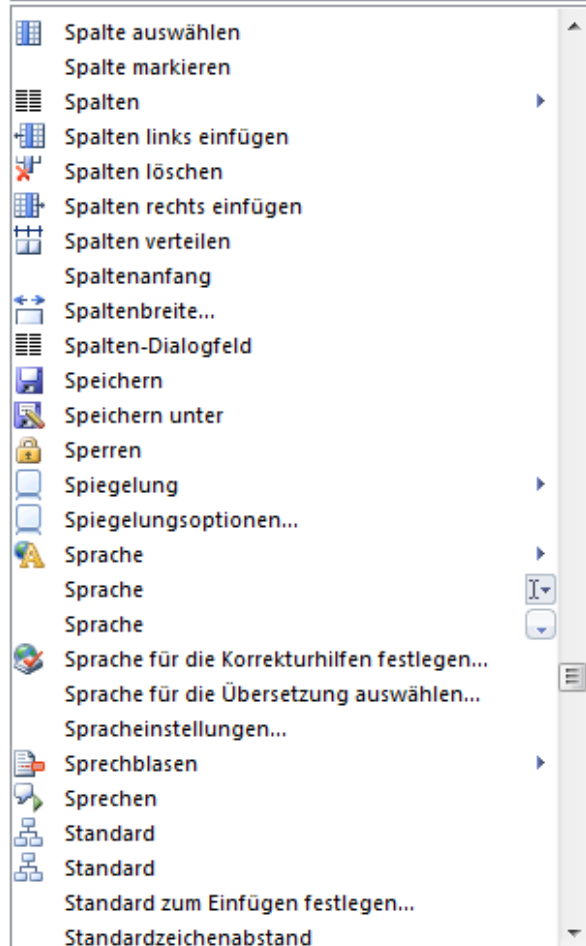 Spalte auswählen
Spalte markieren
Spalten
Spalten links einfügen
Spalten löschen
Spalten rechts einfügen
Spalten verteilen
Spaltenanfang
Spaltenbreite...
Spalten-Dialogfeld
Speichern
Speichern unter
Sperren
Spiegelung
Spiegelungsoptionen...
Sprache
Sprache
Sprache
Sprache für die Korrekturhilfen festlegen...
Sprache für die Übersetzung auswählen...
Spracheinstellungen...
Sprechblasen
Sprechen
Standard
Standard
Standard zum Einfügen festlegen...
Standardzeichenabstand